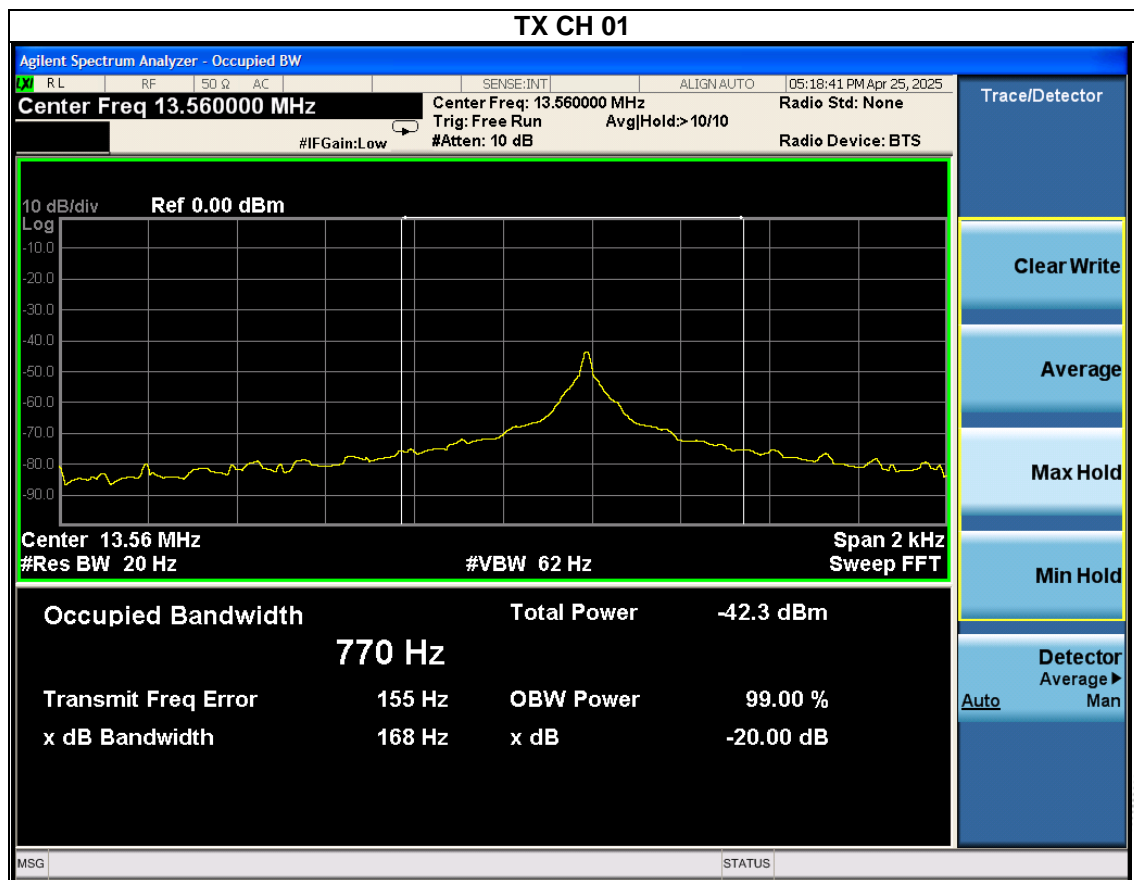 TX CH 01
Agilent Spectrum Analyzer - Occupied BW
LXI RL RF 50 Ω AC SENSE:INT ALIGN AUTO 05:18:41 PM Apr 25, 2025
Center Freq 13.560000 MHz Center Freq: 13.560000 MHz Radio Std: None
Trig: Free Run Avg|Hold:>10/10
#IFGain:Low #Atten: 10 dB Radio Device: BTS
Trace/Detector
10 dB/div Ref 0.00 dBm
Log
-10.0
-20.0
-30.0
-40.0
-50.0
-60.0
-70.0
-80.0
-90.0
Center 13.56 MHz Span 2 kHz
#Res BW 20 Hz #VBW 62 Hz Sweep FFT
Clear Write
Average
Max Hold
Min Hold
Detector
Average▶
Auto Man
Occupied Bandwidth Total Power -42.3 dBm
770 Hz
Transmit Freq Error 155 Hz OBW Power 99.00 %
x dB Bandwidth 168 Hz x dB -20.00 dB
MSG STATUS